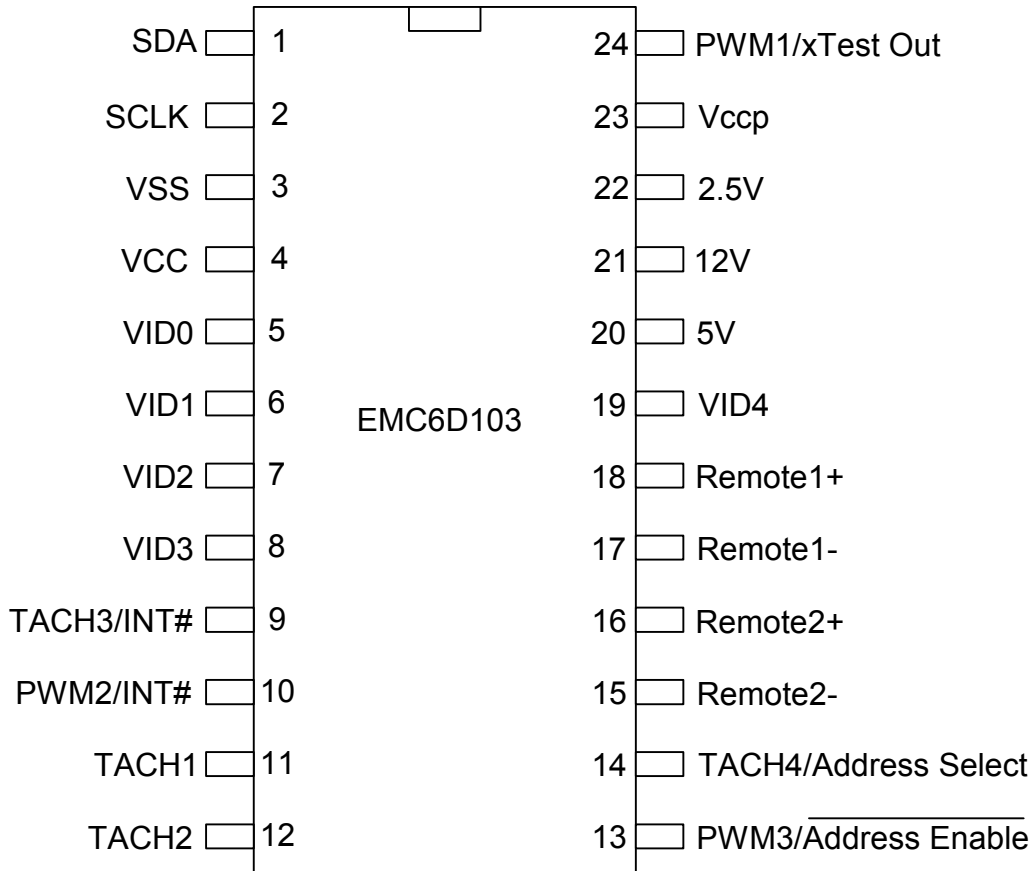 SDA 1 24 PWM1/xTest Out
SCLK 2 23 Vccp
VSS 3 22 2.5V
VCC 4 21 12V
VID0 5 20 5V
VID1 6 19 VID4
EMC6D103
VID2 7 18 Remote1+
VID3 8 17 Remote1-
TACH3/INT# 9 16 Remote2+
PWM2/INT# 10 15 Remote2-
TACH1 11 14 TACH4/Address Select
TACH2 12 13 PWM3/Address Enable